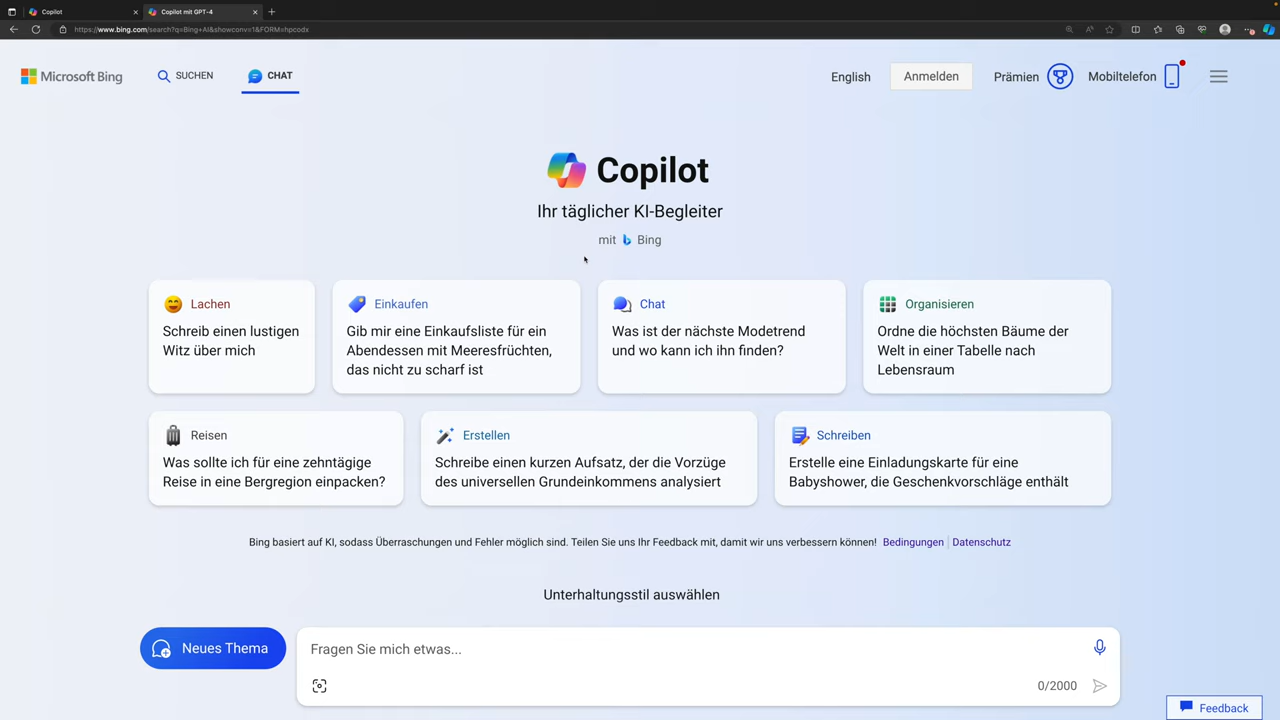 Copilot
Copilot mit GPT-4
https://www.bing.com/search?q=Bing+AI&showconv=1&FORM=hpcodx
Microsoft Bing
SUCHEN
CHAT
English
Anmelden
Prämien
Mobiltelefon
Copilot
Ihr täglicher KI-Begleiter
mit Bing
Lachen
Schreib einen lustigen
Witz über mich
Einkaufen
Gib mir eine Einkaufsliste für ein
Abendessen mit Meeresfrüchten,
das nicht zu scharf ist
Chat
Was ist der nächste Modetrend
und wo kann ich ihn finden?
Organisieren
Ordne die höchsten Bäume der
Welt in einer Tabelle nach
Lebensraum
Reisen
Was sollte ich für eine zehntägige
Reise in eine Bergregion einpacken?
Erstellen
Schreibe einen kurzen Aufsatz, der die Vorzüge
des universellen Grundeinkommens analysiert
Schreiben
Erstelle eine Einladungskarte für eine
Babyshower, die Geschenkvorschläge enthält
Bing basiert auf KI, sodass Überraschungen und Fehler möglich sind. Teilen Sie uns Ihr Feedback mit, damit wir uns verbessern können! Bedingungen | Datenschutz
Unterhaltungsstil auswählen
Neues Thema
Fragen Sie mich etwas...
0/2000
Feedback